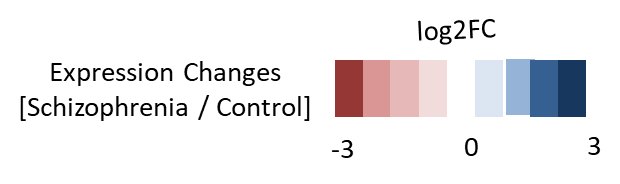 log2FC
Expression Changes
[Schizophrenia / Control]
-3 0 3